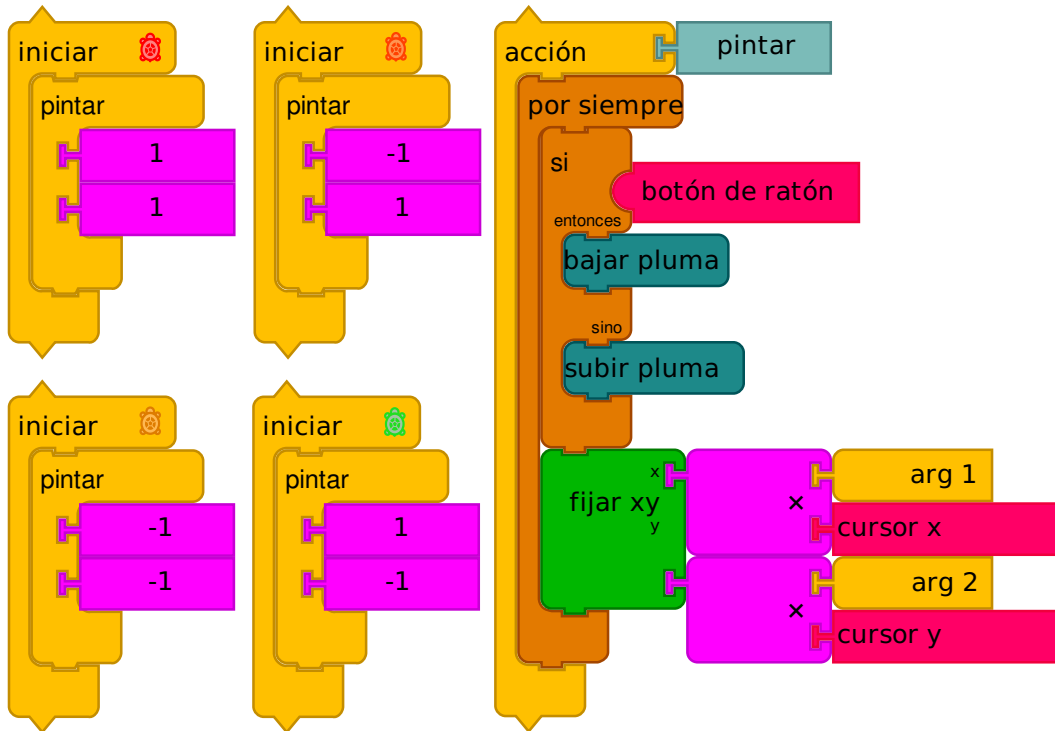 iniciar
pintar
1
1
iniciar
pintar
-1
1
acción
pintar
por siempre
si
botón de ratón
entonces
bajar pluma
sino
subir pluma
fijar xy
x
y
×
arg 1
cursor x
×
arg 2
cursor y
iniciar
pintar
-1
-1
iniciar
pintar
1
-1